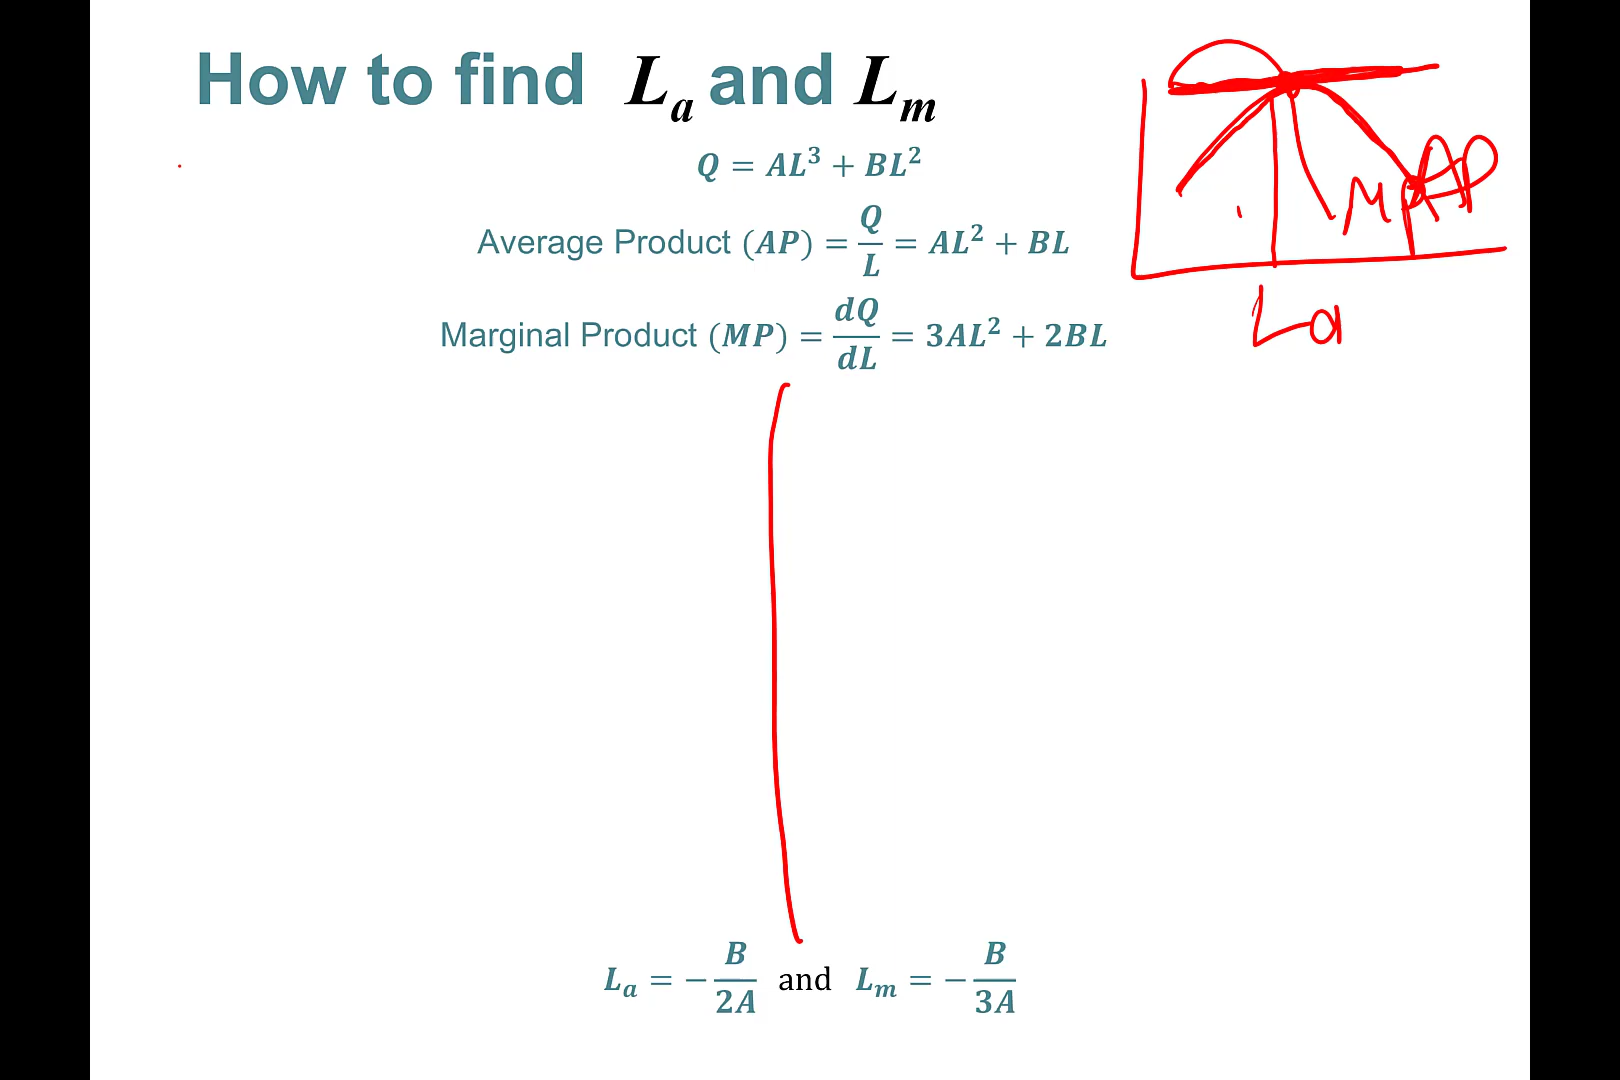 How to find L_a and L_m
Q = AL³ + BL²
Average Product (AP) = Q/L = AL² + BL
Marginal Product (MP) = dQ/dL = 3AL² + 2BL
AP
M
La
L_a = −B/2A and L_m = −B/3A